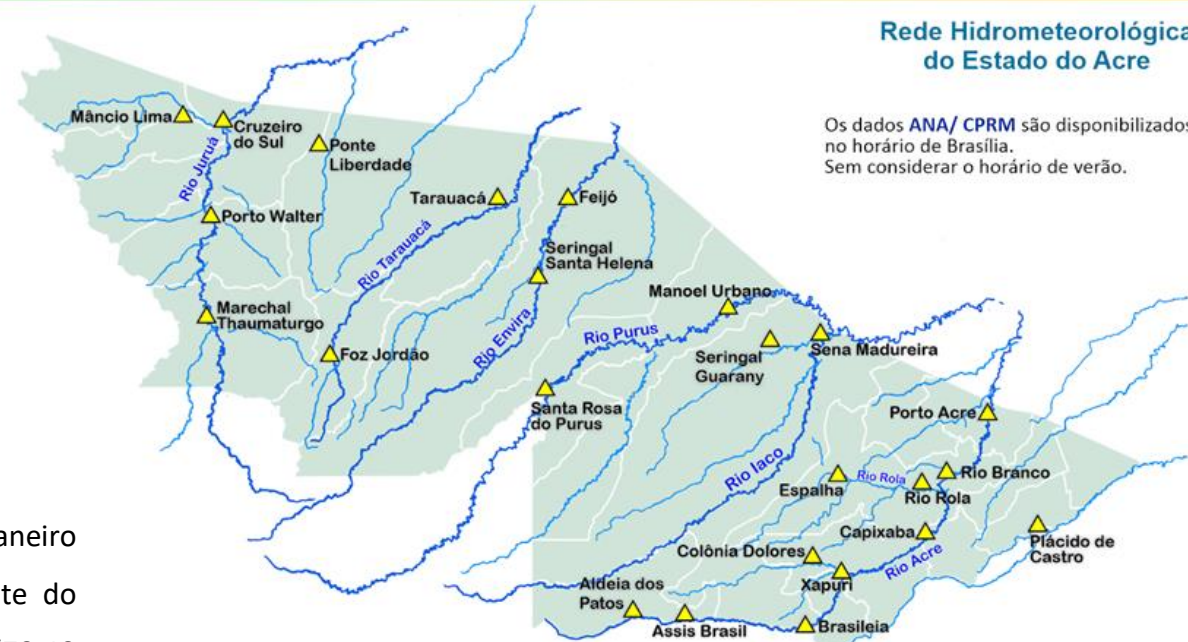 Rede Hidrometeorológica
do Estado do Acre
Os dados ANA/ CPRM são disponibilizados
no horário de Brasília.
Sem considerar o horário de verão.
Mâncio Lima
Cruzeiro
do Sul
Ponte
Liberdade
Rio Juruá
Porto Walter
Tarauacá
Feijó
Rio Tarauacá
Seringal
Santa Helena
Marechal
Thaumaturgo
Foz Jordão
Rio Envira
Manoel Urbano
Rio Purus
Seringal
Guarany
Sena Madureira
Santa Rosa
do Purus
Porto Acre
Rio Iaco
Espalha
Rio Rola
Rio Rola
Rio Branco
Capixaba
Plácido de
Castro
Colônia Dolores
Rio Acre
Xapuri
Aldeia dos
Patos
Assis Brasil
Brasileia
aneiro
te do